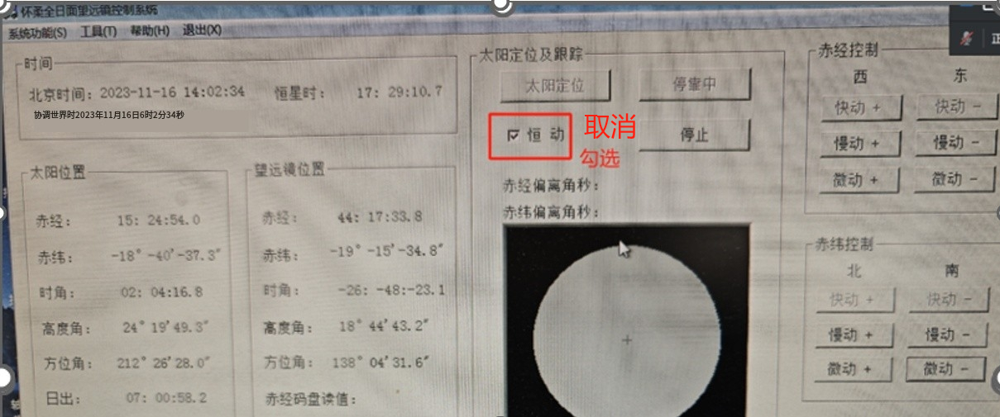 怀柔全日面望远镜控制系统
系统功能(S) 工具(T) 帮助(H) 退出(X)
时间
北京时间: 2023-11-16 14:02:34 恒星时: 17: 29:10.7
协调世界时2023年11月16日6时2分34秒
太阳位置
赤经: 15: 24:54.0
赤纬: -18° -40'-37.3"
时角: 02: 04:16.8
高度角: 24° 19'49.3"
方位角: 212° 26'28.0"
日出: 07: 00:58.2
望远镜位置
赤经: 44: 17:33.8
赤纬: -19° -15'-34.8"
时角: -26: -48:-23.1
高度角: 18° 44'43.2"
方位角: 138° 04'31.6"
赤经码盘读值:
太阳定位及跟踪
太阳定位 停靠中
恒 动 取消 停止
勾选
赤经偏离角秒:
赤纬偏离角秒:
赤经控制
西 东
快动 + 快动 -
慢动 + 慢动 -
微动 + 微动 -
赤纬控制
北 南
快动 + 快动 -
慢动 + 慢动 -
微动 + 微动 -